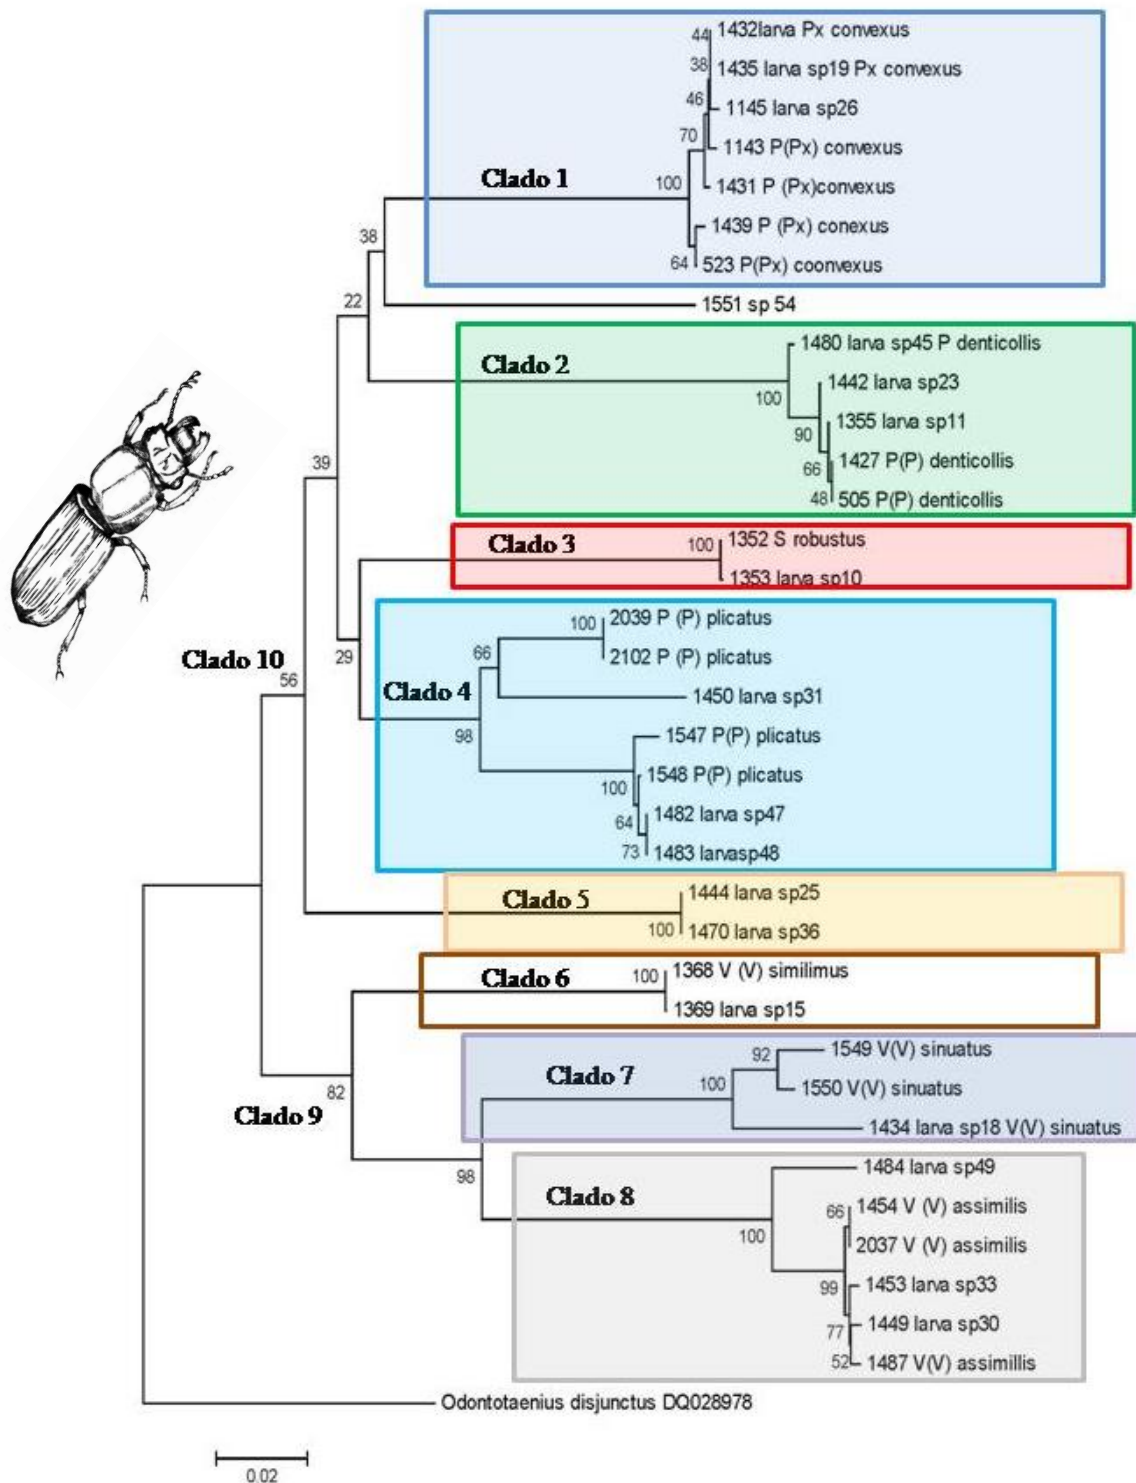 44
1432larva Px convexus
38
1435 larva sp19 Px convexus
46
1145 larva sp26
70
1143 P(Px) convexus
Clado 1
100
1431 P (Px)convexus
1439 P (Px) conexus
38
64
523 P(Px) coonvexus
22
1551 sp 54
1480 larva sp45 P denticollis
Clado 2
100
1442 larva sp23
90
1355 larva sp11
39
66
1427 P(P) denticollis
48
505 P(P) denticollis
Clado 3
100
1352 S robustus
1353 larva sp10
100
2039 P (P) plicatus
Clado 10
29
66
2102 P (P) plicatus
56
Clado 4
1450 larva sp31
98
1547 P(P) plicatus
100
1548 P(P) plicatus
64
1482 larva sp47
73
1483 larvasp48
Clado 5
1444 larva sp25
100
1470 larva sp36
Clado 6
100
1368 V (V) similimus
1369 larva sp15
92
1549 V(V) sinuatus
Clado 7
100
1550 V(V) sinuatus
82
Clado 9
1434 larva sp18 V(V) sinuatus
98
1484 larva sp49
Clado 8
66
1454 V (V) assimilis
100
2037 V (V) assimilis
99
1453 larva sp33
77
1449 larva sp30
52
1487 V(V) assimillis
Odontotaenius disjunctus DQ028978
0.02